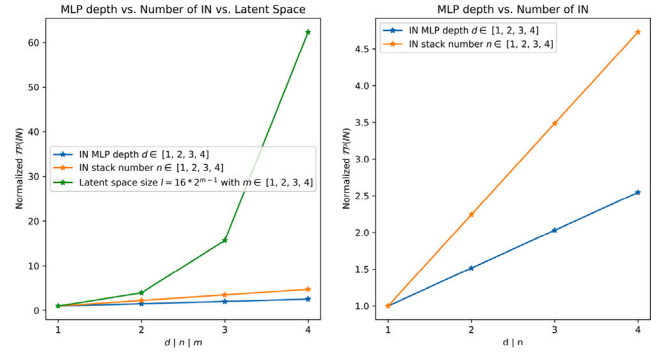 MLP depth vs. Number of IN vs. Latent Space
60
50
40
30
20
10
0
Normalized TP(IN)
IN MLP depth d ∈ [1, 2, 3, 4]
IN stack number n ∈ [1, 2, 3, 4]
Latent space size l = 16 * 2^{m−1} with m ∈ [1, 2, 3, 4]
1 2 3 4
d | n | m
MLP depth vs. Number of IN
4.5
4.0
3.5
3.0
2.5
2.0
1.5
1.0
Normalized TP(IN)
IN MLP depth d ∈ [1, 2, 3, 4]
IN stack number n ∈ [1, 2, 3, 4]
1 2 3 4
d | n